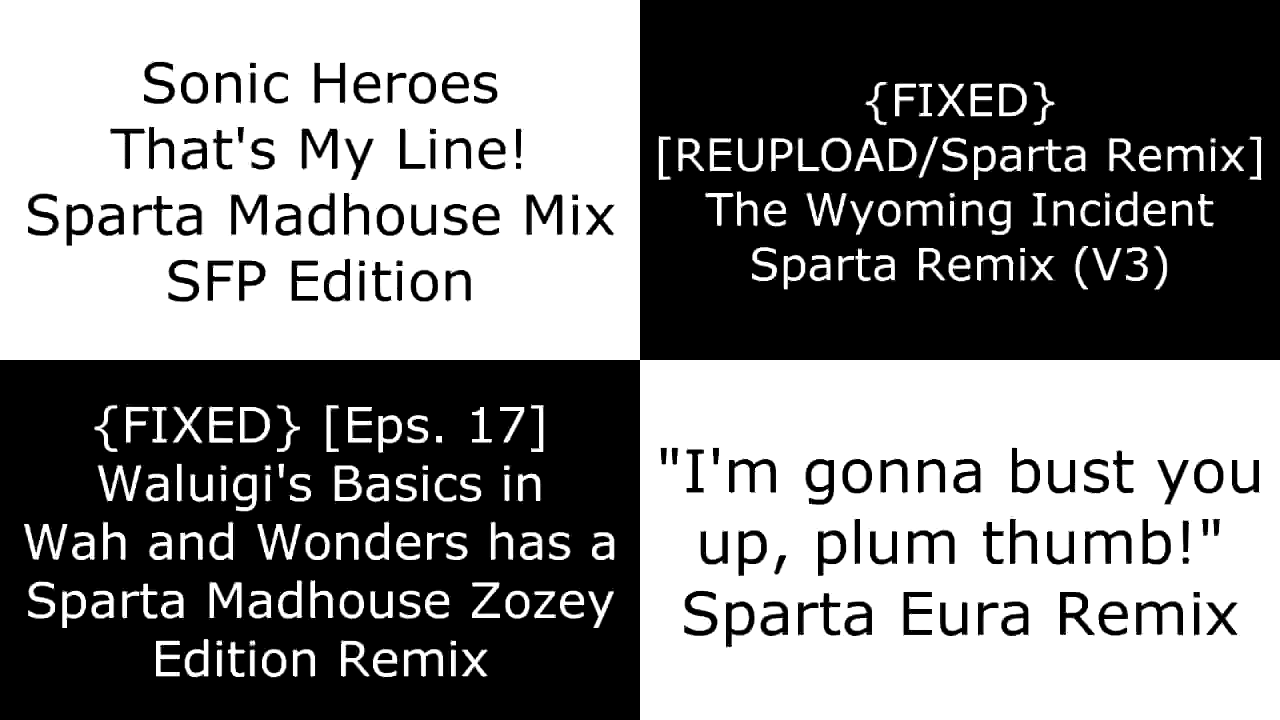 Sonic Heroes
That's My Line!
Sparta Madhouse Mix
SFP Edition
{FIXED}
[REUPLOAD/Sparta Remix]
The Wyoming Incident
Sparta Remix (V3)
{FIXED} [Eps. 17]
Waluigi's Basics in
Wah and Wonders has a
Sparta Madhouse Zozey
Edition Remix
"I'm gonna bust you
up, plum thumb!"
Sparta Eura Remix